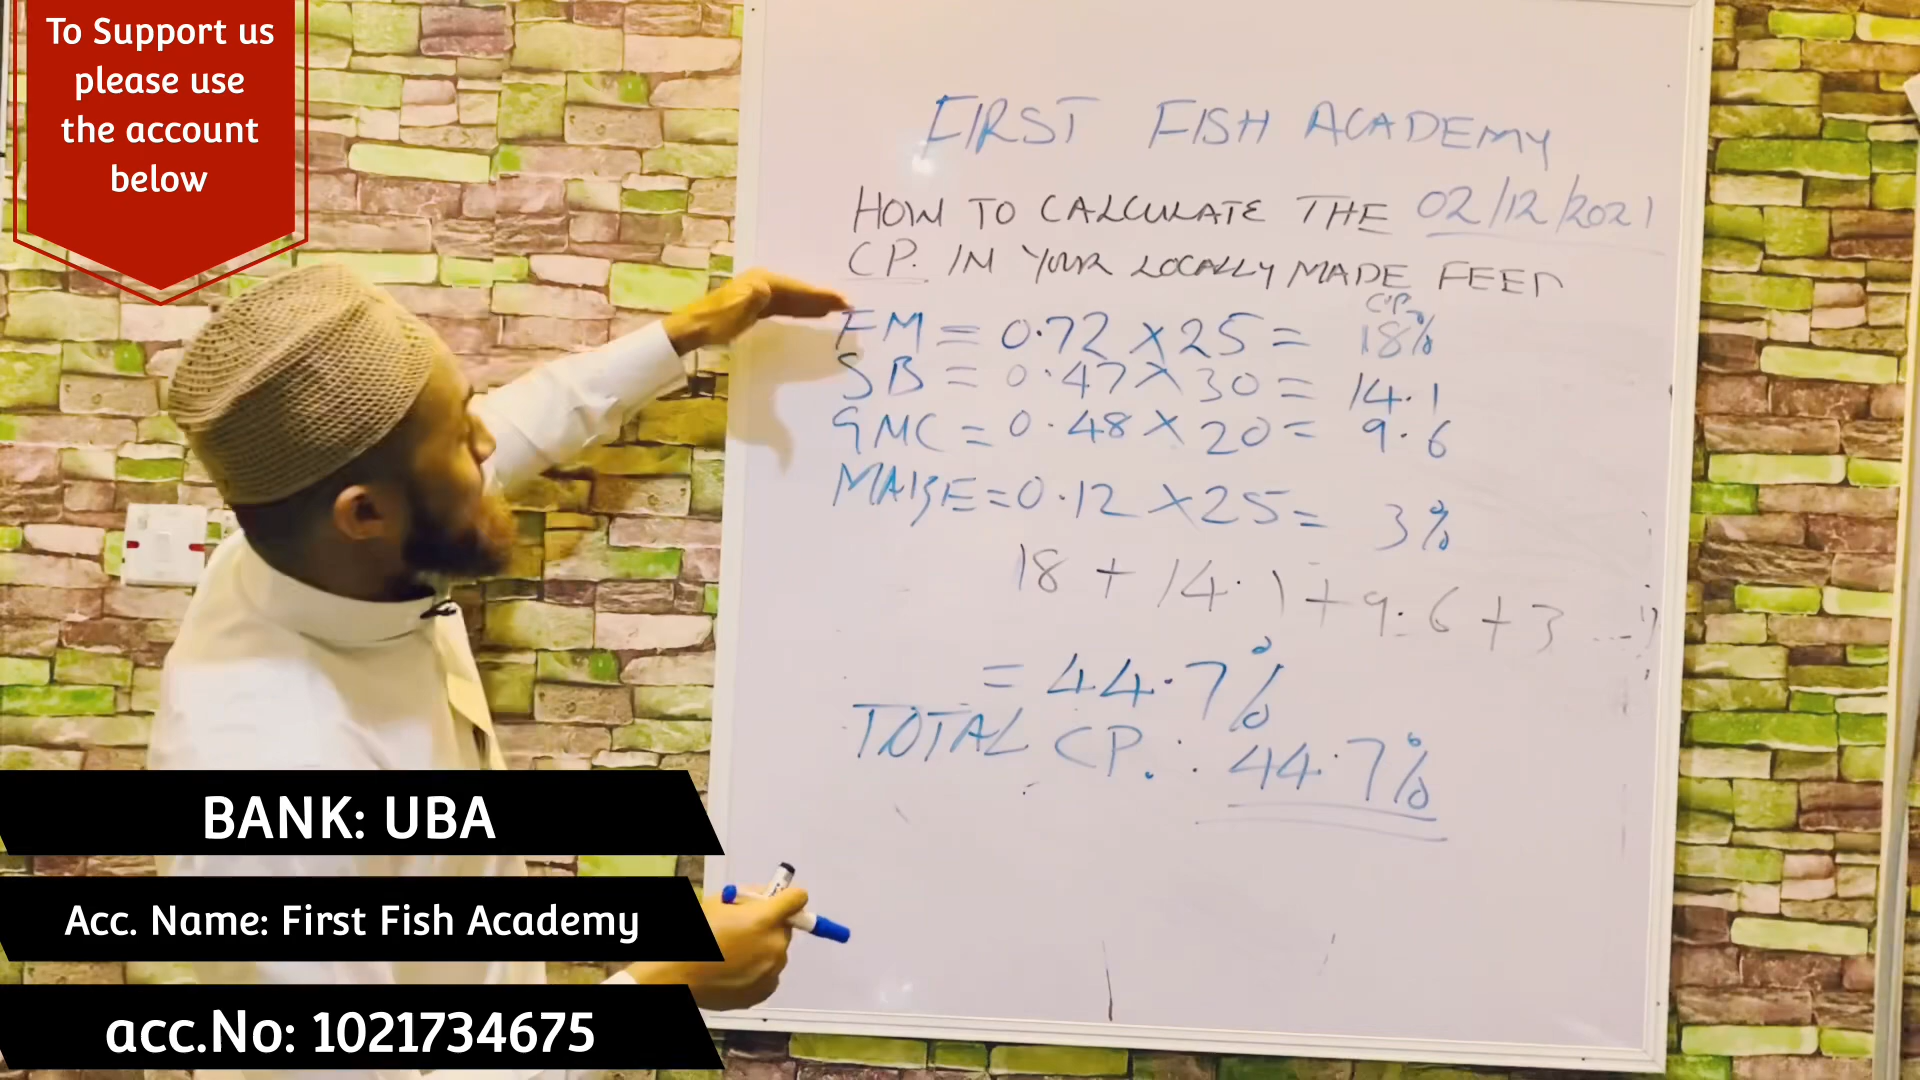 To Support us
please use
the account
below
FIRST FISH ACADEMY
HOW TO CALCULATE THE 02/12/2021
CP. IN YOUR LOCALLY MADE FEED
CP
FM = 0.72 × 25 = 18%
SB = 0.47 × 30 = 14.1
GMC = 0.48 × 20 = 9.6
MAIZE = 0.12 × 25 = 3%
18 + 14.1 + 9.6 + 3
= 44.7%
TOTAL CP. : 44.7%
BANK: UBA
Acc. Name: First Fish Academy
acc.No: 1021734675